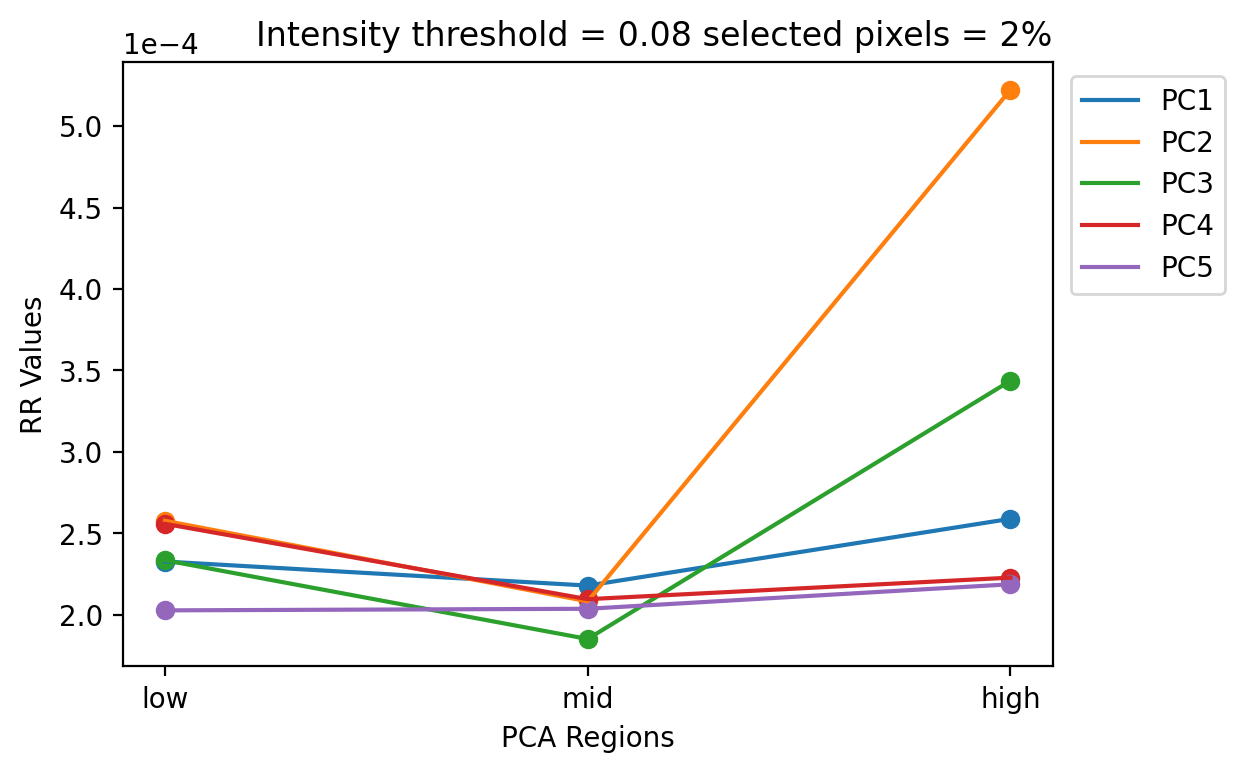 Intensity threshold = 0.08 selected pixels = 2%
1e−4
5.0
4.5
4.0
3.5
3.0
2.5
2.0
RR Values
low
mid
high
PCA Regions
PC1
PC2
PC3
PC4
PC5